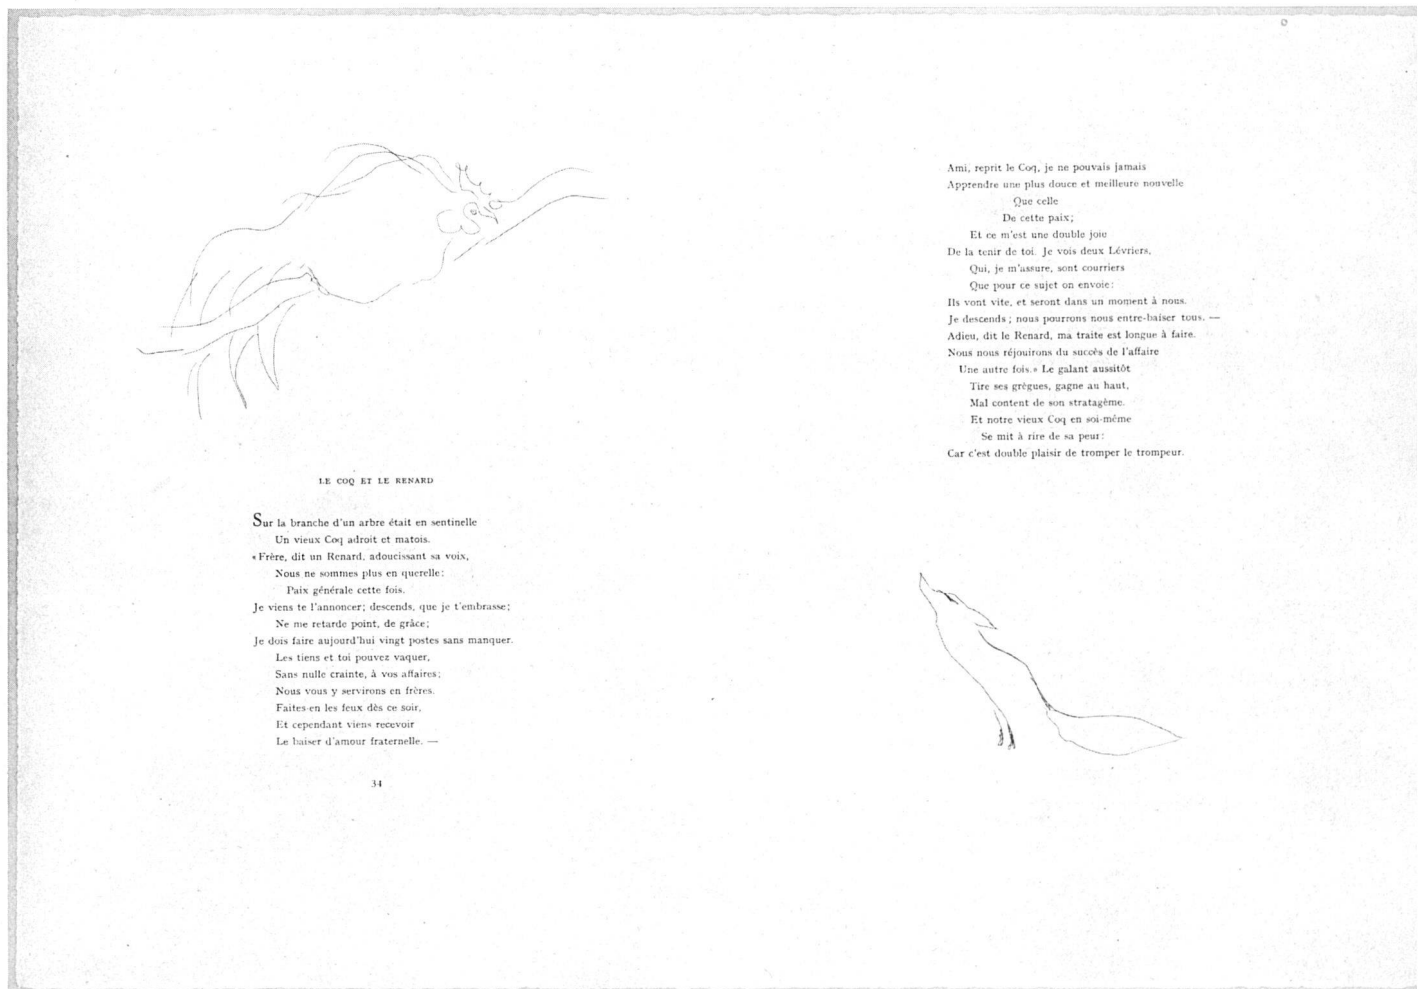 LE COQ ET LE RENARD
Sur la branche d'un arbre était en sentinelle
Un vieux Coq adroit et matois.
« Frère, dit un Renard, adoucissant sa voix,
Nous ne sommes plus en querelle:
Paix générale cette fois.
Je viens te l'annoncer; descends, que je t'embrasse;
Ne me retarde point, de grâce;
Je dois faire aujourd'hui vingt postes sans manquer.
Les tiens et toi pouvez vaquer,
Sans nulle crainte, à vos affaires;
Nous vous y servirons en frères.
Faites-en les feux dès ce soir,
Et cependant viens recevoir
Le baiser d'amour fraternelle. —
34
Ami, reprit le Coq, je ne pouvais jamais
Apprendre une plus douce et meilleure nouvelle
Que celle
De cette paix;
Et ce m'est une double joie
De la tenir de toi. Je vois deux Lévriers,
Qui, je m'assure, sont courriers
Que pour ce sujet on envoie:
Ils vont vite, et seront dans un moment à nous.
Je descends; nous pourrons nous entre-baiser tous. —
Adieu, dit le Renard, ma traite est longue à faire.
Nous nous réjouirons du succès de l'affaire
Une autre fois.» Le galant aussitôt
Tire ses grègues, gagne au haut,
Mal content de son stratagème.
Et notre vieux Coq en soi-même
Se mit à rire de sa peur:
Car c'est double plaisir de tromper le trompeur.